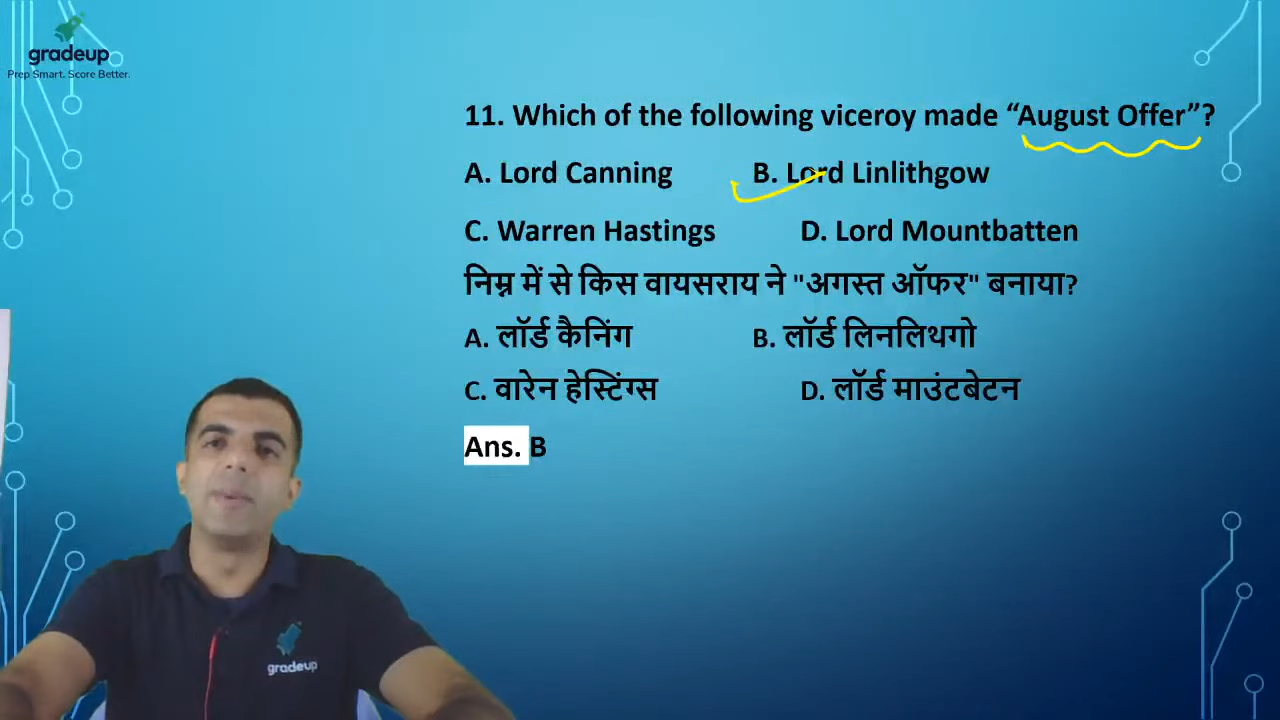 gradeup
Prep Smart. Score Better.
11. Which of the following viceroy made “August Offer”?
A. Lord Canning B. Lord Linlithgow
C. Warren Hastings D. Lord Mountbatten
निम्न में से किस वायसराय ने "अगस्त ऑफर" बनाया?
A. लॉर्ड कैनिंग B. लॉर्ड लिनलिथगो
C. वारेन हेस्टिंग्स D. लॉर्ड माउंटबेटन
Ans. B
gradeup